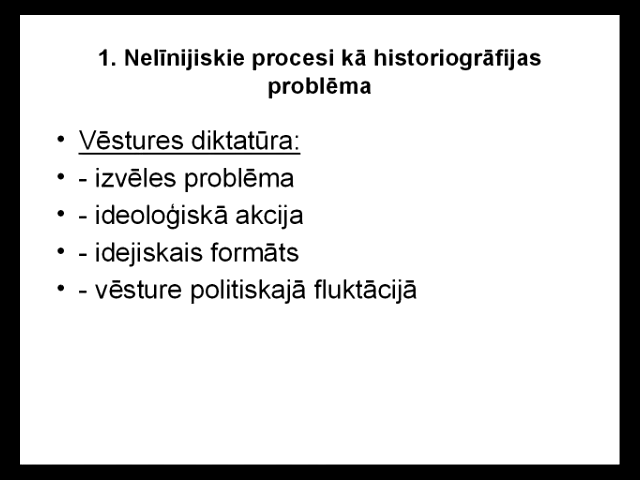 1. Nelīnijiskie procesi kā historiogrāfijas
problēma
• Vēstures diktatūra:
• - izvēles problēma
• - ideoloģiskā akcija
• - idejiskais formāts
• - vēsture politiskajā fluktācijā